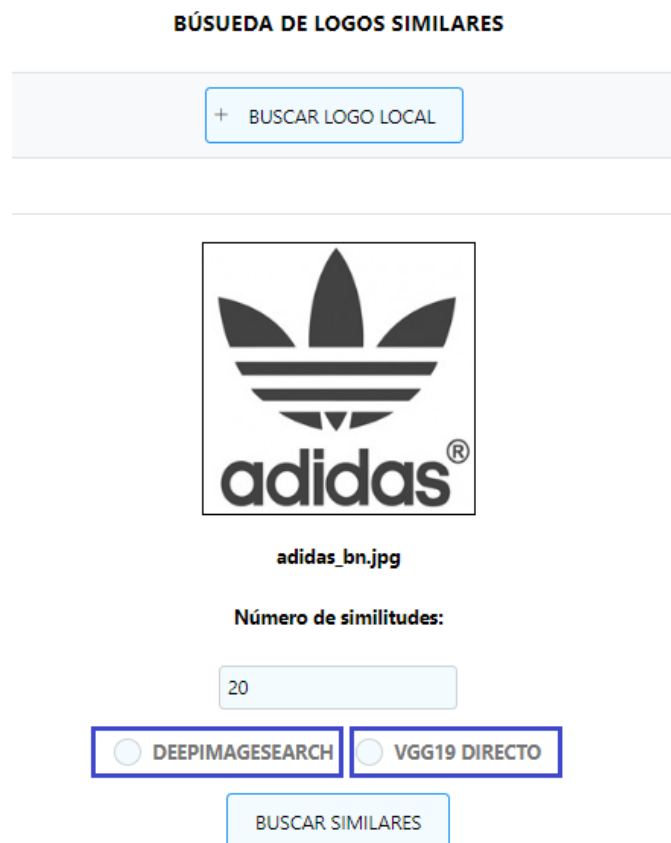 BÚSUEDA DE LOGOS SIMILARES
+ BUSCAR LOGO LOCAL
adidas®
adidas_bn.jpg
Número de similitudes:
20
DEEPIMAGESEARCH VGG19 DIRECTO
BUSCAR SIMILARES